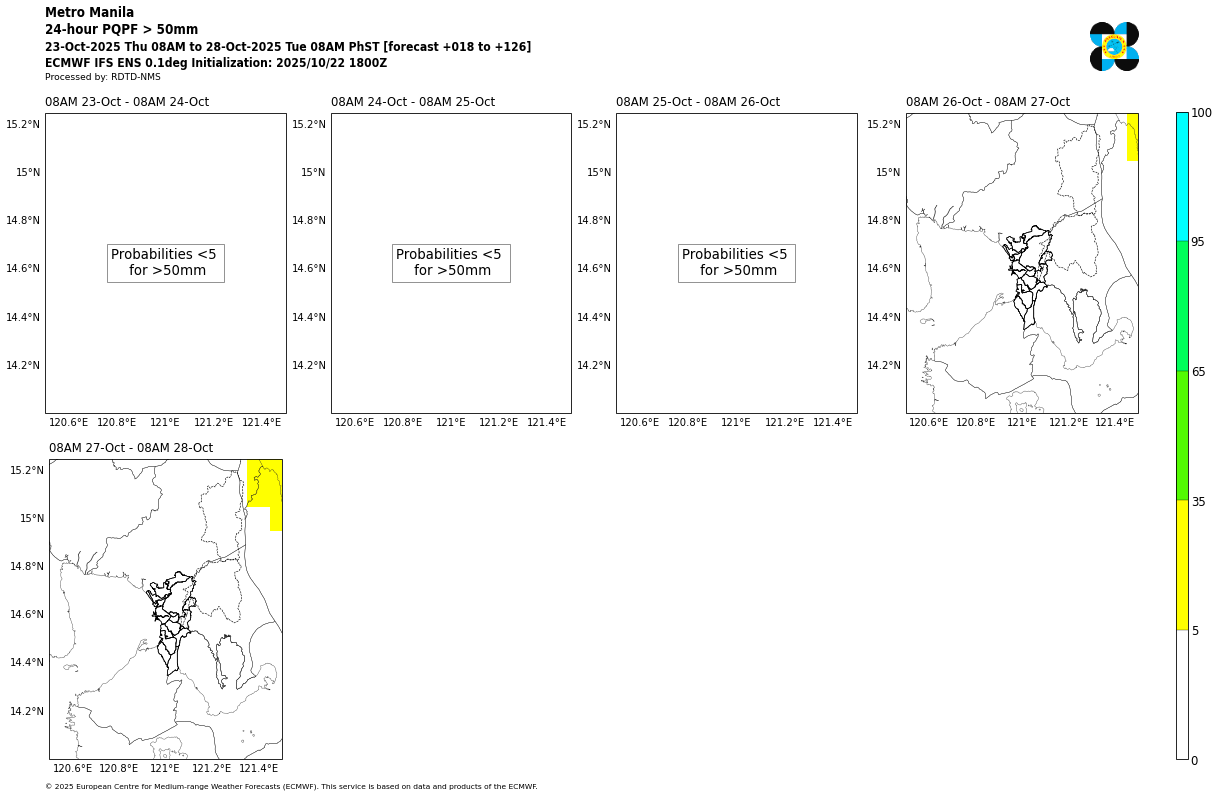 Metro Manila
24-hour PQPF > 50mm
23-Oct-2025 Thu 08AM to 28-Oct-2025 Tue 08AM PhST [forecast +018 to +126]
ECMWF IFS ENS 0.1deg Initialization: 2025/10/22 1800Z
Processed by: RDTD-NMS
08AM 23-Oct - 08AM 24-Oct
15.2°N
15°N
14.8°N
14.6°N
14.4°N
14.2°N
Probabilities <5
for >50mm
120.6°E 120.8°E 121°E 121.2°E 121.4°E
08AM 24-Oct - 08AM 25-Oct
15.2°N
15°N
14.8°N
14.6°N
14.4°N
14.2°N
Probabilities <5
for >50mm
120.6°E 120.8°E 121°E 121.2°E 121.4°E
08AM 25-Oct - 08AM 26-Oct
15.2°N
15°N
14.8°N
14.6°N
14.4°N
14.2°N
Probabilities <5
for >50mm
120.6°E 120.8°E 121°E 121.2°E 121.4°E
08AM 26-Oct - 08AM 27-Oct
15.2°N
15°N
14.8°N
14.6°N
14.4°N
14.2°N
120.6°E 120.8°E 121°E 121.2°E 121.4°E
100
95
65
35
5
0
08AM 27-Oct - 08AM 28-Oct
15.2°N
15°N
14.8°N
14.6°N
14.4°N
14.2°N
120.6°E 120.8°E 121°E 121.2°E 121.4°E
© 2025 European Centre for Medium-range Weather Forecasts (ECMWF). This service is based on data and products of the ECMWF.